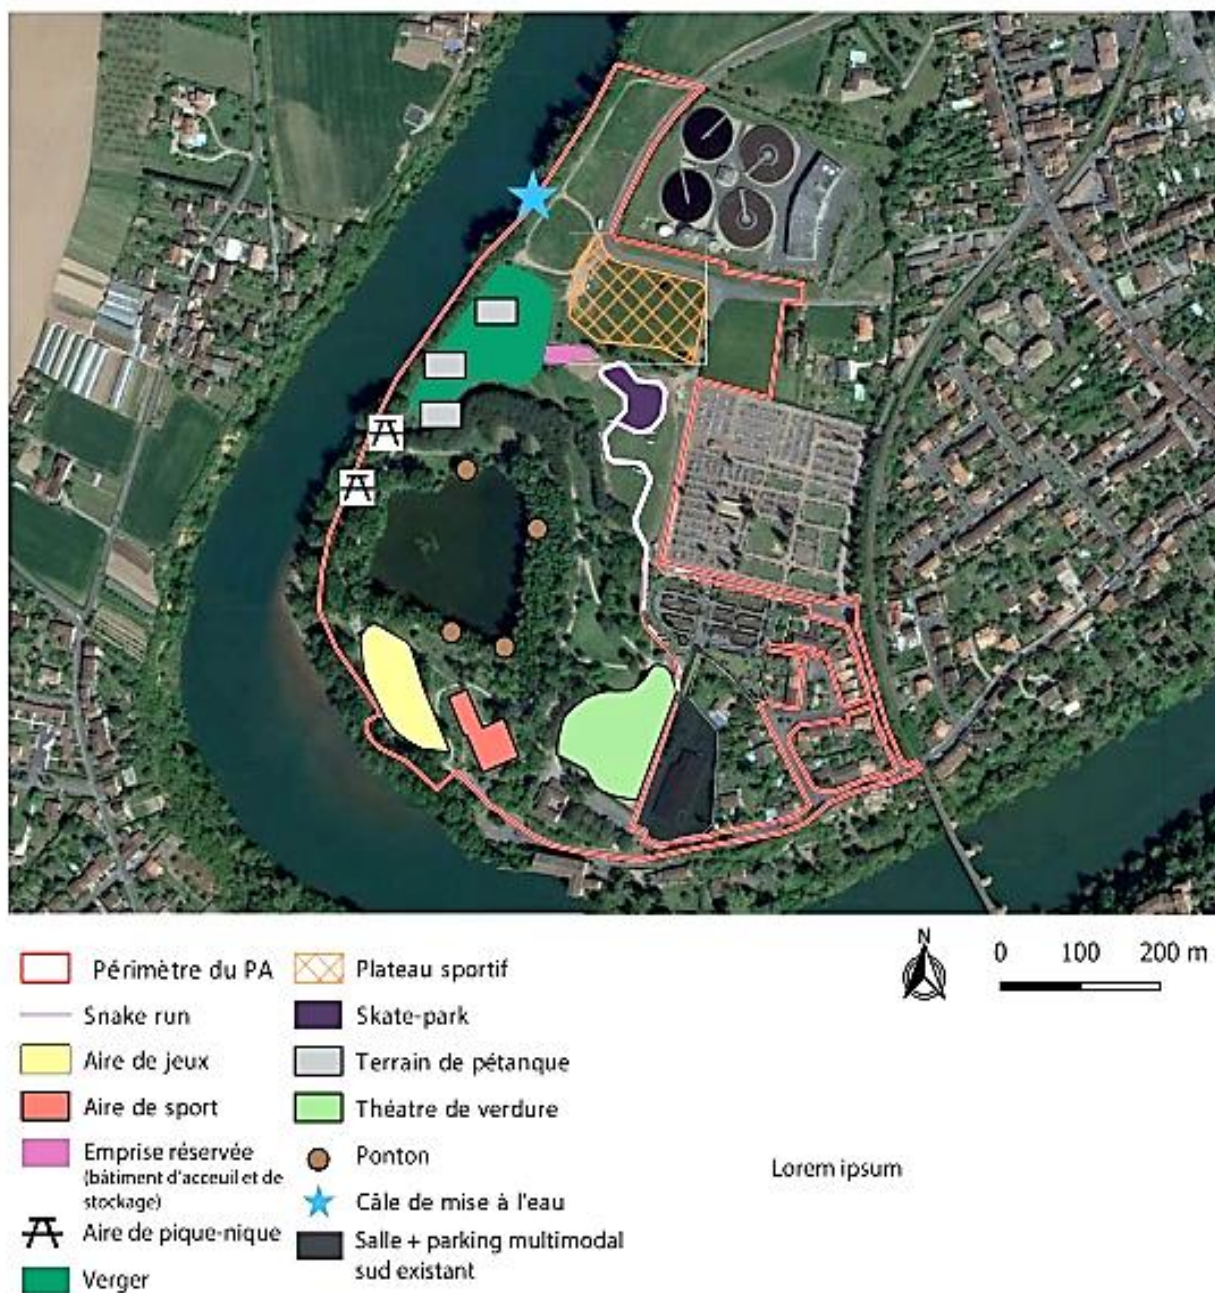 Périmètre du PA
Snake run
Aire de jeux
Aire de sport
Emprise réservée
(bâtiment d'acceuil et de
stockage)
Aire de pique-nique
Verger
Plateau sportif
Skate-park
Terrain de pétanque
Théatre de verdure
Ponton
Câle de mise à l'eau
Salle + parking multimodal
sud existant
N
0 100 200 m
Lorem ipsum